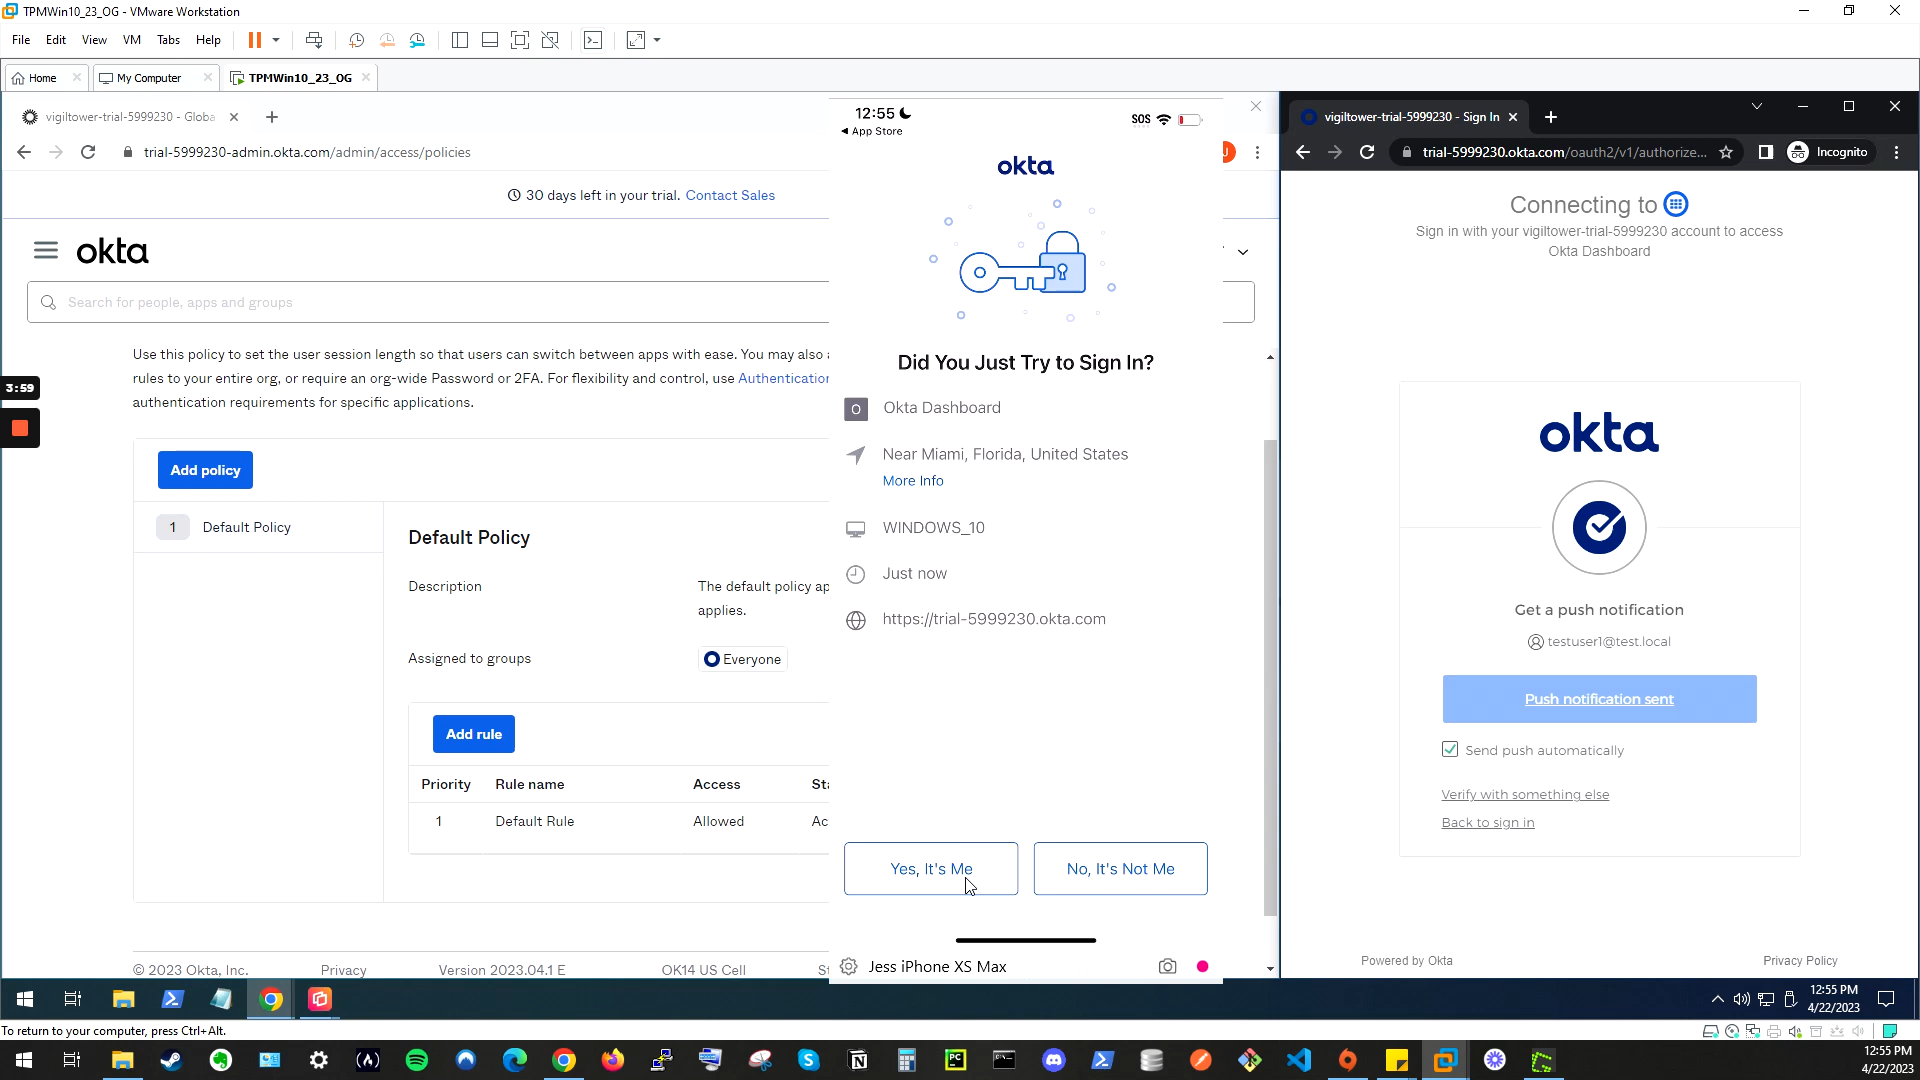 TPMWin10_23_OG - VMware Workstation
File Edit View VM Tabs Help
Home My Computer TPMWin10_23_OG
vigiltower-trial-5999230 - Globa
trial-5999230-admin.okta.com/admin/access/policies
30 days left in your trial. Contact Sales
okta
Search for people, apps and groups
Use this policy to set the user session length so that users can switch between apps with ease. You may also
rules to your entire org, or require an org-wide Password or 2FA. For flexibility and control, use Authentication
authentication requirements for specific applications.
3:59
Add policy
1 Default Policy
Default Policy
Description
The default policy ap
applies.
Assigned to groups
Everyone
Add rule
Priority Rule name Access Sta
1 Default Rule Allowed Ac
© 2023 Okta, Inc. Privacy Version 2023.04.1 E OK14 US Cell St
12:55
App Store
SOS
okta
Did You Just Try to Sign In?
O Okta Dashboard
Near Miami, Florida, United States
More Info
WINDOWS_10
Just now
https://trial-5999230.okta.com
Yes, It's Me
No, It's Not Me
Jess iPhone XS Max
vigiltower-trial-5999230 - Sign In
trial-5999230.okta.com/oauth2/v1/authorize...
Incognito
Connecting to
Sign in with your vigiltower-trial-5999230 account to access
Okta Dashboard
okta
Get a push notification
testuser1@test.local
Push notification sent
Send push automatically
Verify with something else
Back to sign in
Powered by Okta
Privacy Policy
12:55 PM
4/22/2023
To return to your computer, press Ctrl+Alt.
PC
12:55 PM
4/22/2023